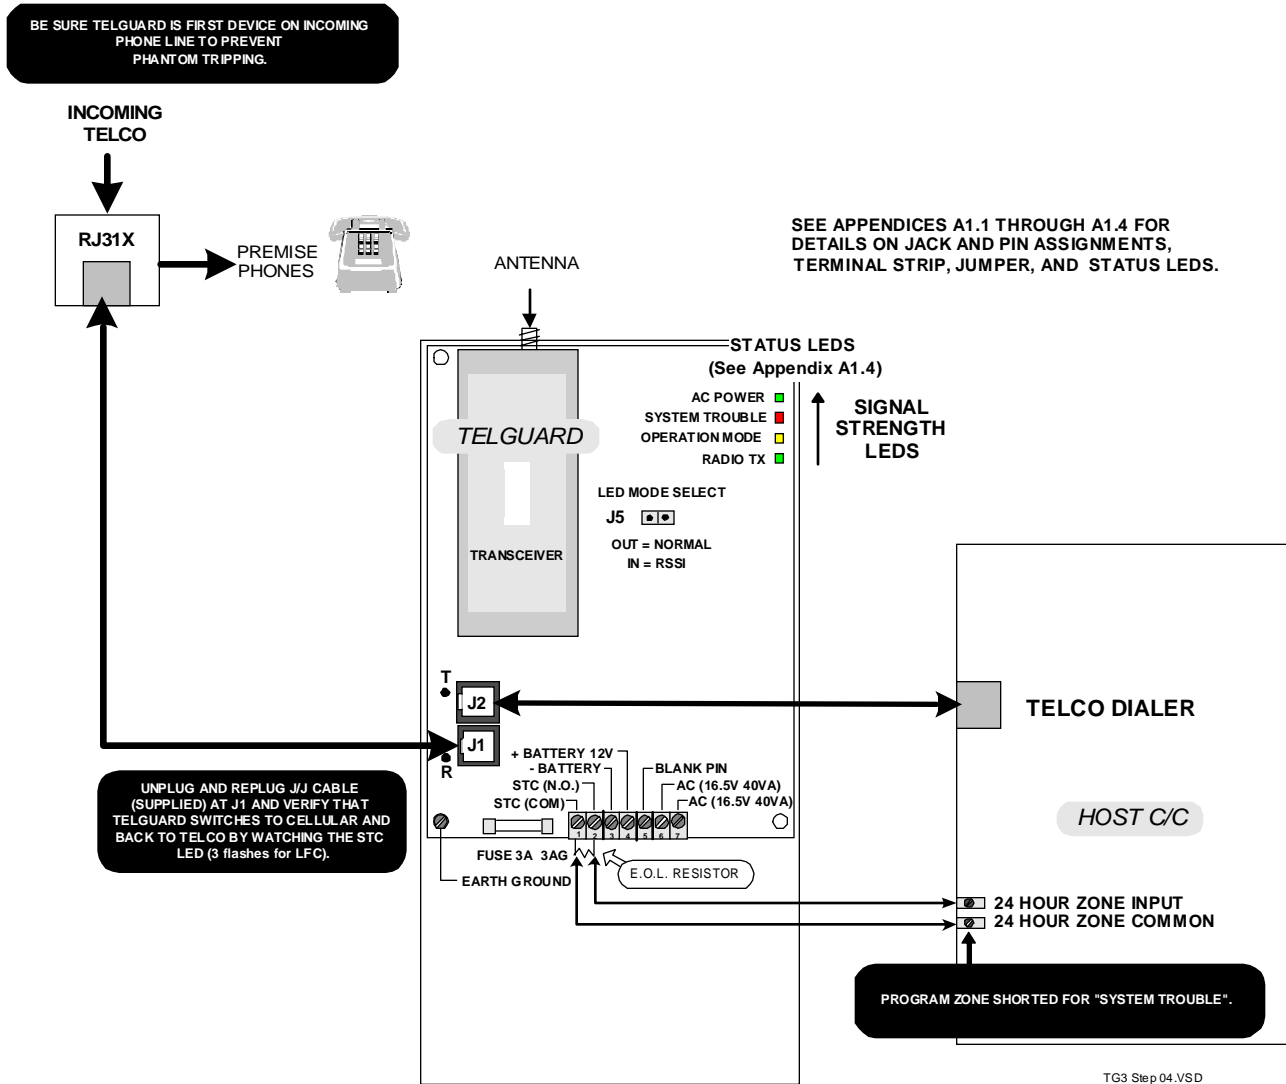 BE SURE TELGUARD IS FIRST DEVICE ON INCOMING
PHONE LINE TO PREVENT
PHANTOM TRIPPING.
INCOMING
TELCO
RJ31X
PREMISE
PHONES
ANTENNA
SEE APPENDICES A1.1 THROUGH A1.4 FOR
DETAILS ON JACK AND PIN ASSIGNMENTS,
TERMINAL STRIP, JUMPER, AND STATUS LEDS.
STATUS LEDS
(See Appendix A1.4)
AC POWER
SYSTEM TROUBLE
OPERATION MODE
RADIO TX
SIGNAL
STRENGTH
LEDS
TELGUARD
TRANSCEIVER
LED MODE SELECT
J5
OUT = NORMAL
IN = RSSI
T
J2
J1
R
TELCO DIALER
HOST C/C
UNPLUG AND REPLUG J/J CABLE
(SUPPLIED) AT J1 AND VERIFY THAT
TELGUARD SWITCHES TO CELLULAR AND
BACK TO TELCO BY WATCHING THE STC
LED (3 flashes for LFC).
+ BATTERY 12V
- BATTERY
STC (N.O.)
STC (COM)
BLANK PIN
AC (16.5V 40VA)
AC (16.5V 40VA)
1 2 3 4 5 6 7
FUSE 3A 3AG
EARTH GROUND
E.O.L. RESISTOR
24 HOUR ZONE INPUT
24 HOUR ZONE COMMON
PROGRAM ZONE SHORTED FOR "SYSTEM TROUBLE".
TG3 Step 04.VSD